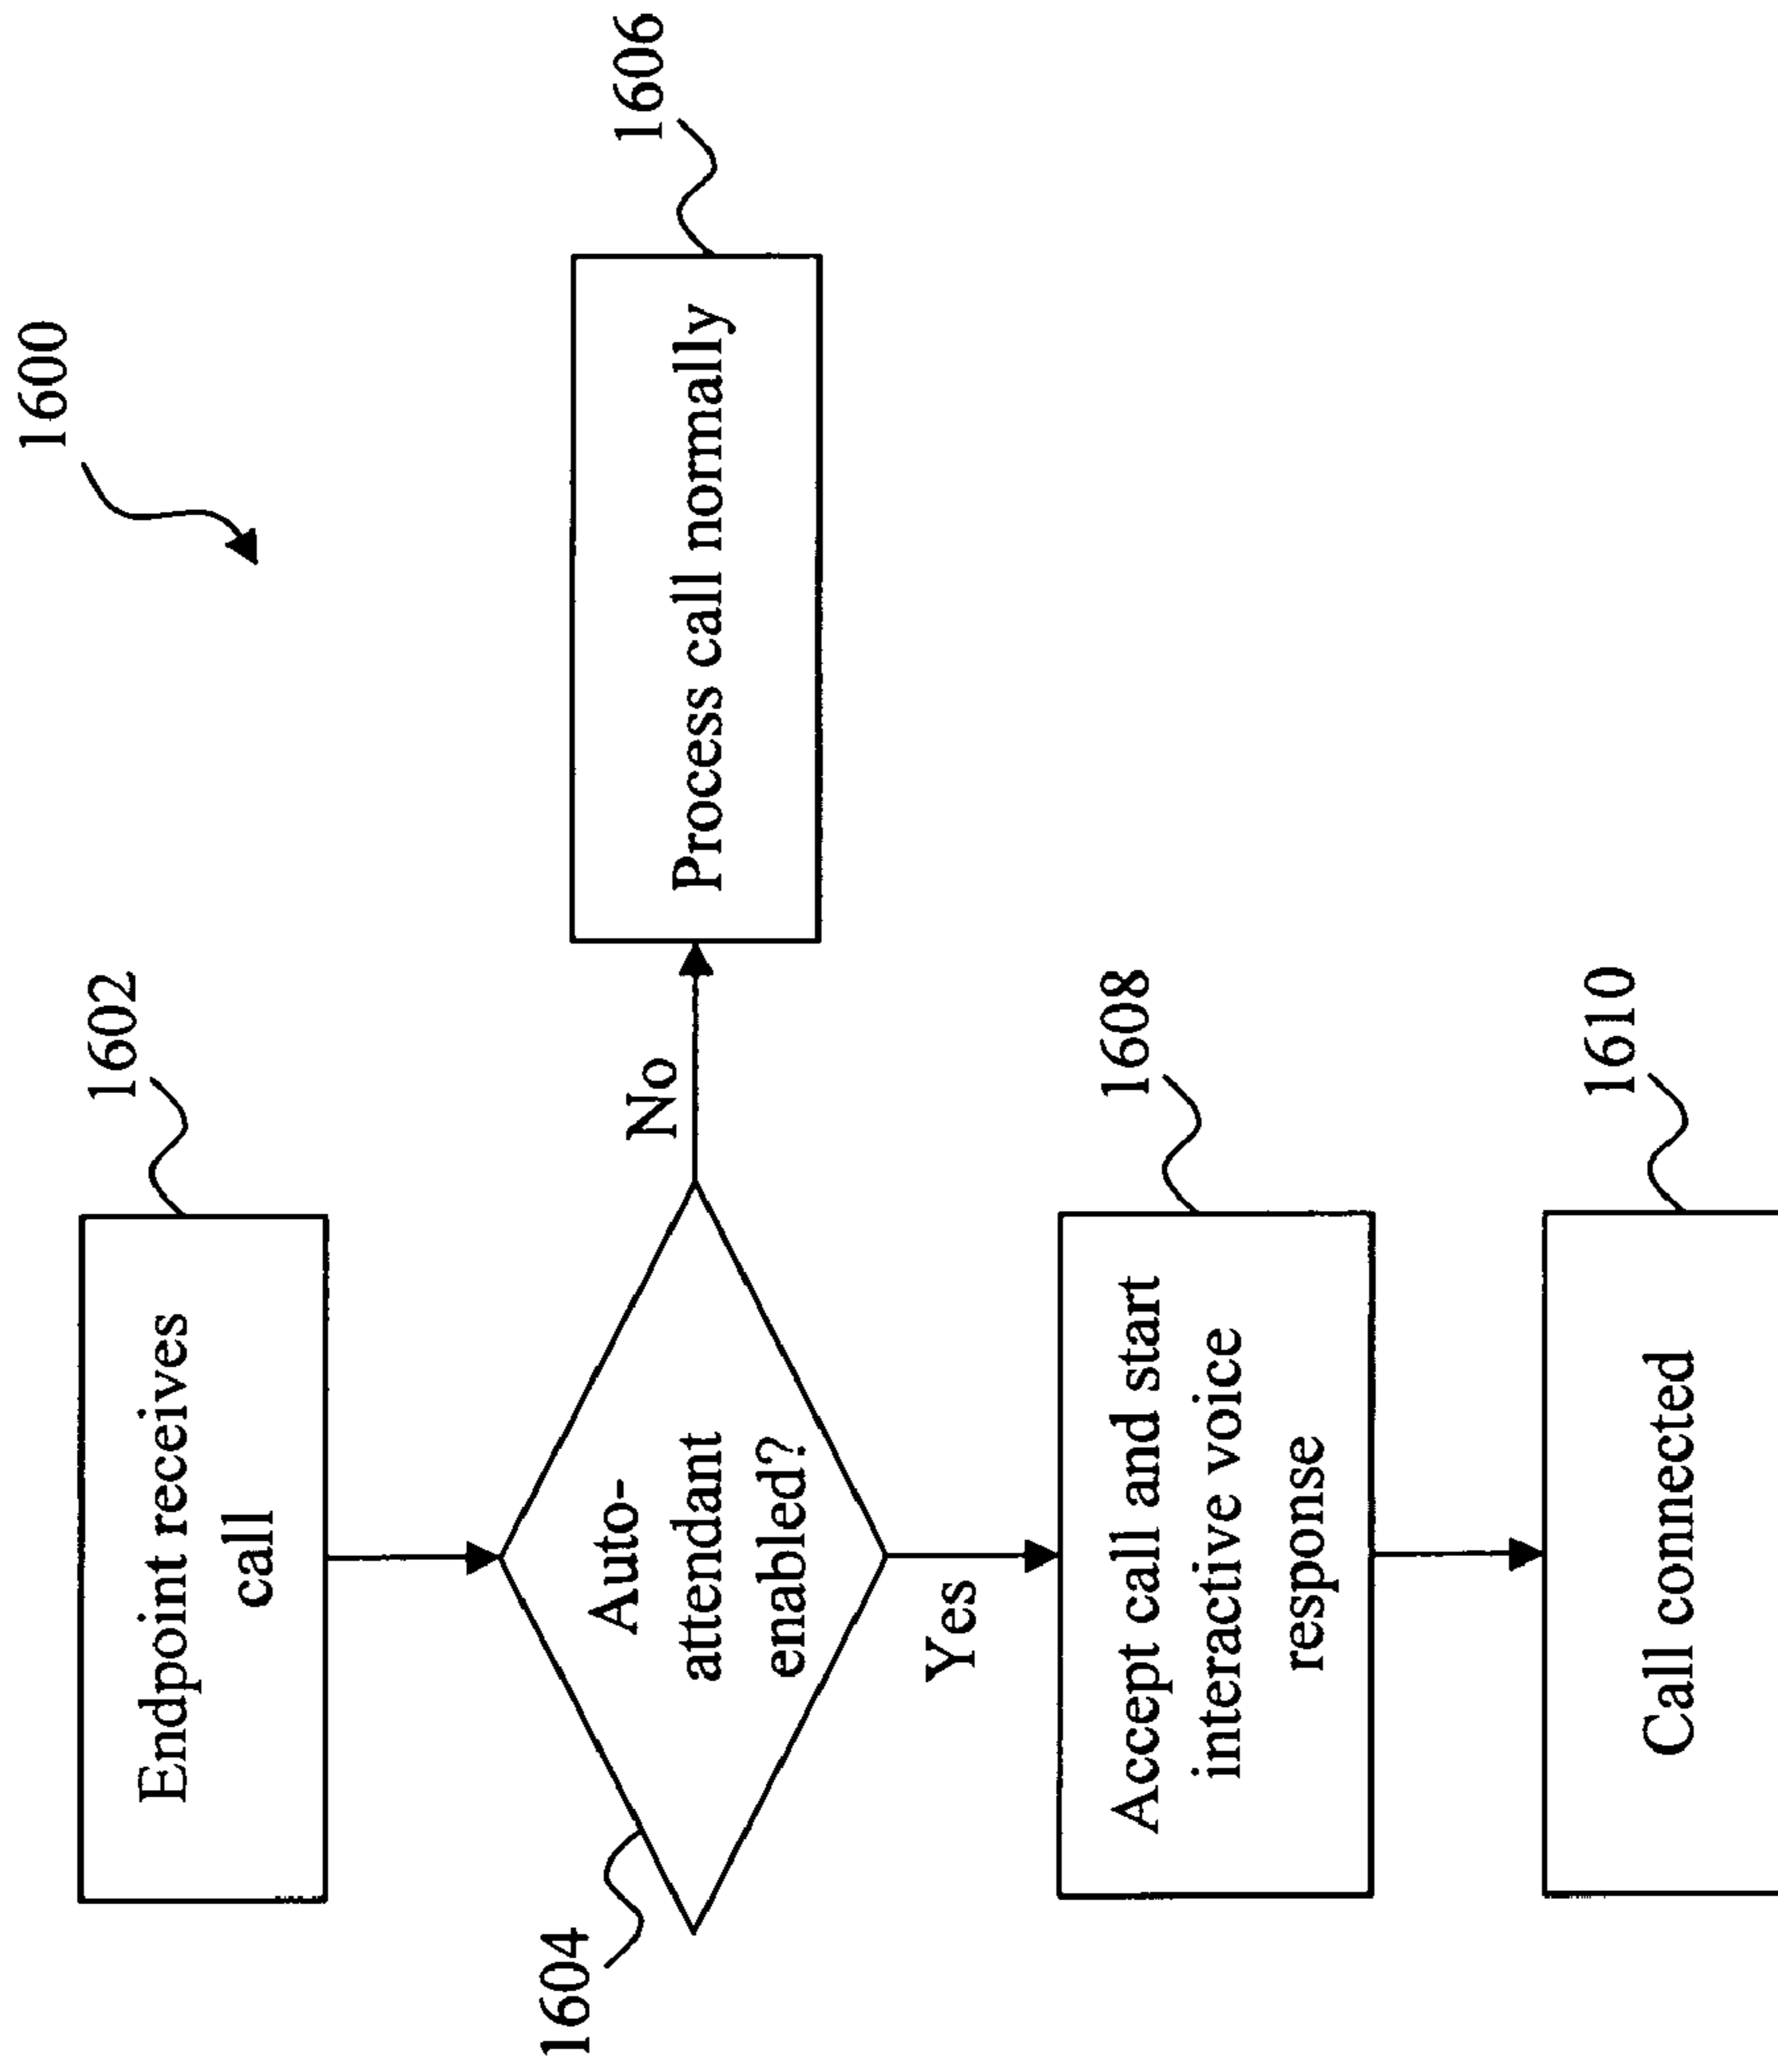 1600
1602
Endpoint receives
call
1604
Auto-
attendant
enabled?
No
1606
Process call normally
Yes
1608
Accept call and start
interactive voice
response
1610
Call connected